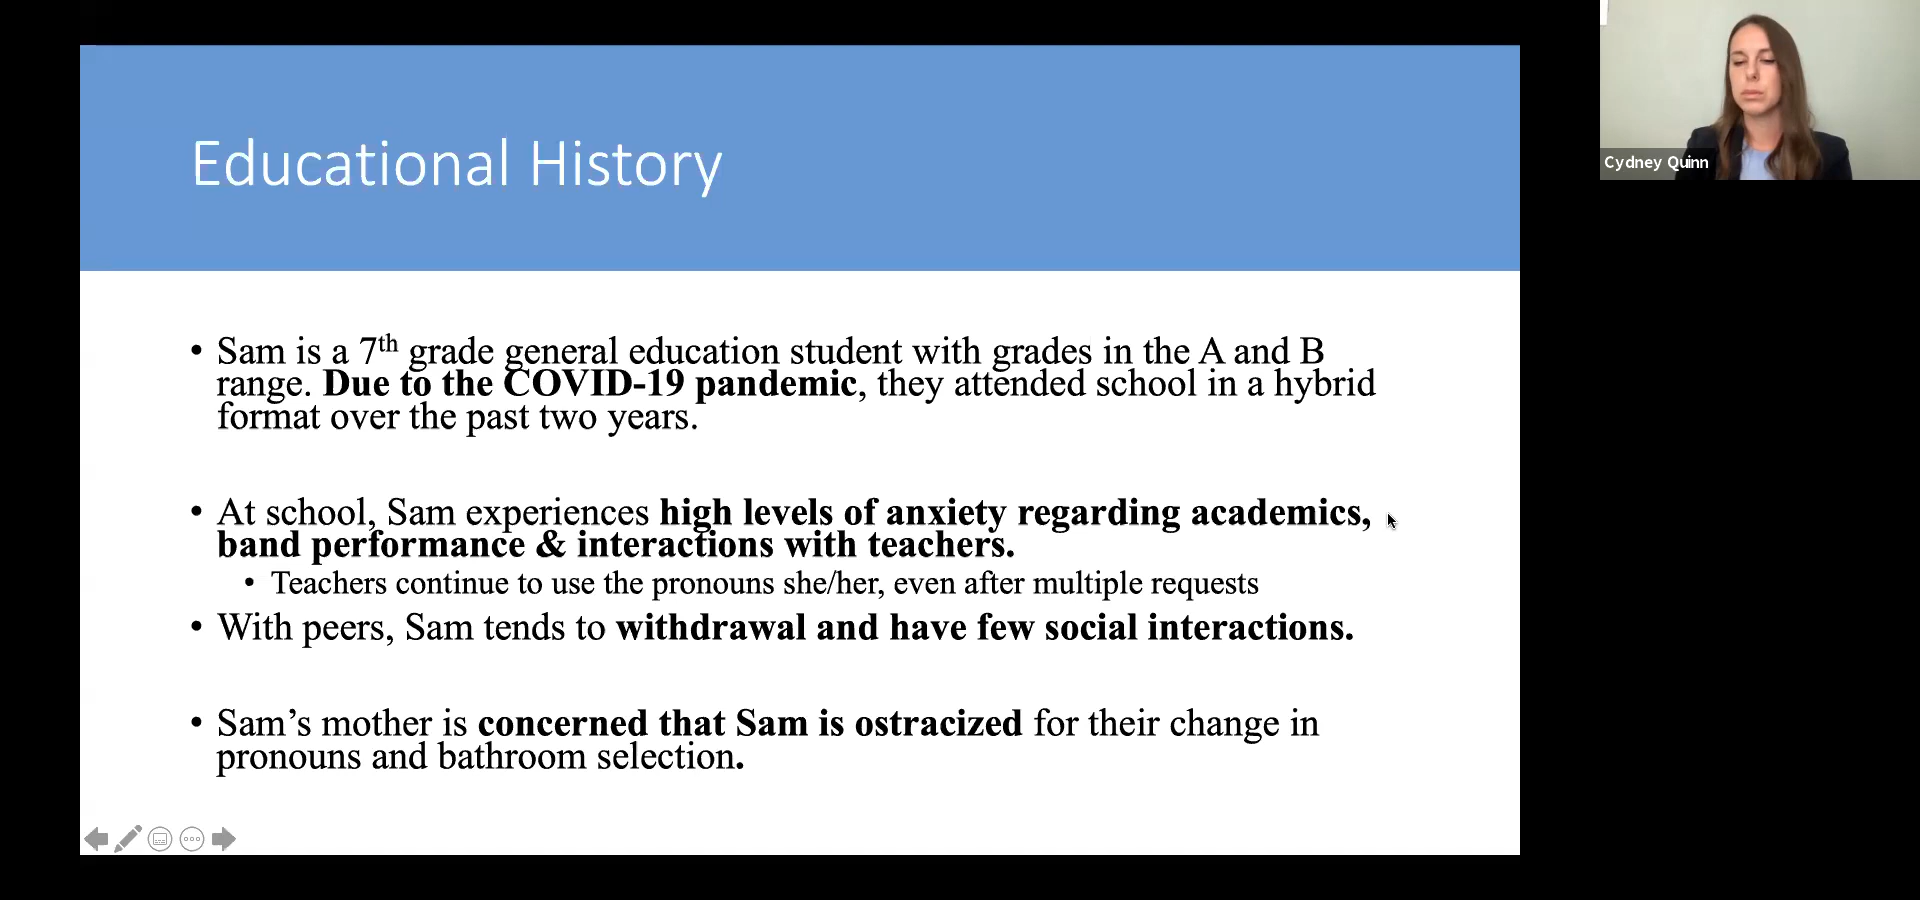 Educational History
• Sam is a 7th grade general education student with grades in the A and B
range. Due to the COVID-19 pandemic, they attended school in a hybrid
format over the past two years.
• At school, Sam experiences high levels of anxiety regarding academics,
band performance & interactions with teachers.
• Teachers continue to use the pronouns she/her, even after multiple requests
• With peers, Sam tends to withdrawal and have few social interactions.
• Sam’s mother is concerned that Sam is ostracized for their change in
pronouns and bathroom selection.
Cydney Quinn